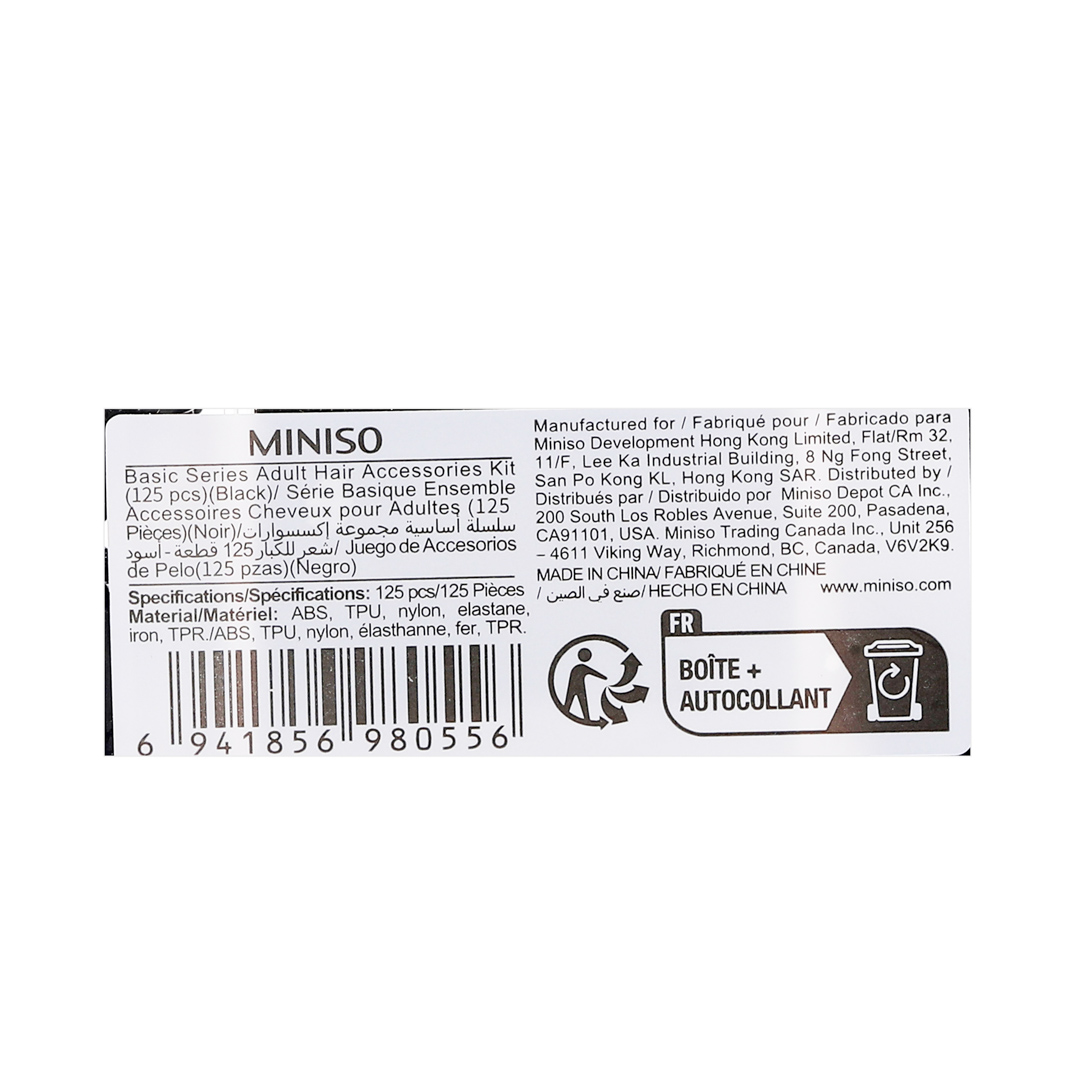 MINISO
Basic Series Adult Hair Accessories Kit
(125 pcs)(Black)/ Série Basique Ensemble
Accessoires Cheveux pour Adultes (125
Pièces)(Noir)/سلسلة أساسية مجموعة إكسسوارات
شعر للكبار 125 قطعة - أسود/ Juego de Accesorios
de Pelo(125 pzas)(Negro)
Specifications/Spécifications: 125 pcs/125 Pièces
Material/Matériel: ABS, TPU, nylon, elastane,
iron, TPR./ABS, TPU, nylon, élasthanne, fer, TPR.
6 941856 980556
Manufactured for / Fabriqué pour / Fabricado para
Miniso Development Hong Kong Limited, Flat/Rm 32,
11/F, Lee Ka Industrial Building, 8 Ng Fong Street,
San Po Kong KL, Hong Kong SAR. Distributed by /
Distribués par / Distribuido por Miniso Depot CA Inc.,
200 South Los Robles Avenue, Suite 200, Pasadena,
CA91101, USA. Miniso Trading Canada Inc., Unit 256
– 4611 Viking Way, Richmond, BC, Canada, V6V2K9.
MADE IN CHINA/ FABRIQUÉ EN CHINE
/ صنع في الصين/ HECHO EN CHINA www.miniso.com
FR
BOÎTE +
AUTOCOLLANT